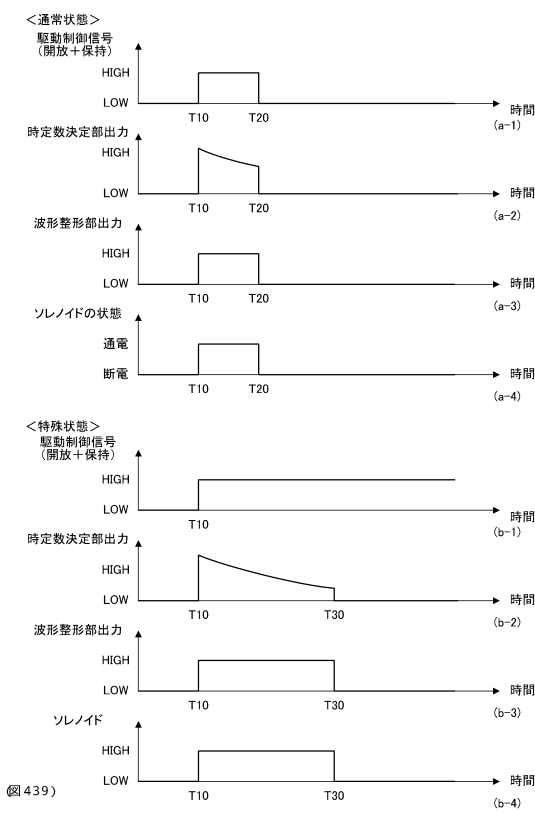 ＜通常状態＞
駆動制御信号
（開放＋保持）
HIGH
LOW
T10 T20
時間
(a-1)
時定数決定部出力
HIGH
LOW
T10 T20
時間
(a-2)
波形整形部出力
HIGH
LOW
T10 T20
時間
(a-3)
ソレノイドの状態
通電
断電
T10 T20
時間
(a-4)
＜特殊状態＞
駆動制御信号
（開放＋保持）
HIGH
LOW
T10
時間
(b-1)
時定数決定部出力
HIGH
LOW
T10 T30
時間
(b-2)
波形整形部出力
HIGH
LOW
T10 T30
時間
(b-3)
ソレノイド
HIGH
LOW
T10 T30
時間
(b-4)
(図439)